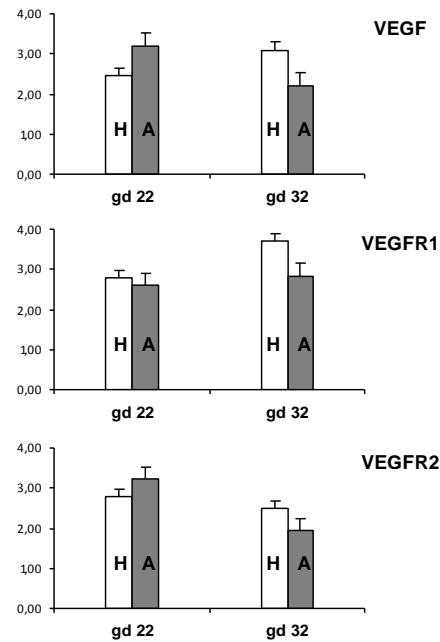 VEGF
4,00
3,00
2,00
1,00
0,00
H A H A
gd 22 gd 32
VEGFR1
4,00
3,00
2,00
1,00
0,00
H A H A
gd 22 gd 32
VEGFR2
4,00
3,00
2,00
1,00
0,00
H A H A
gd 22 gd 32